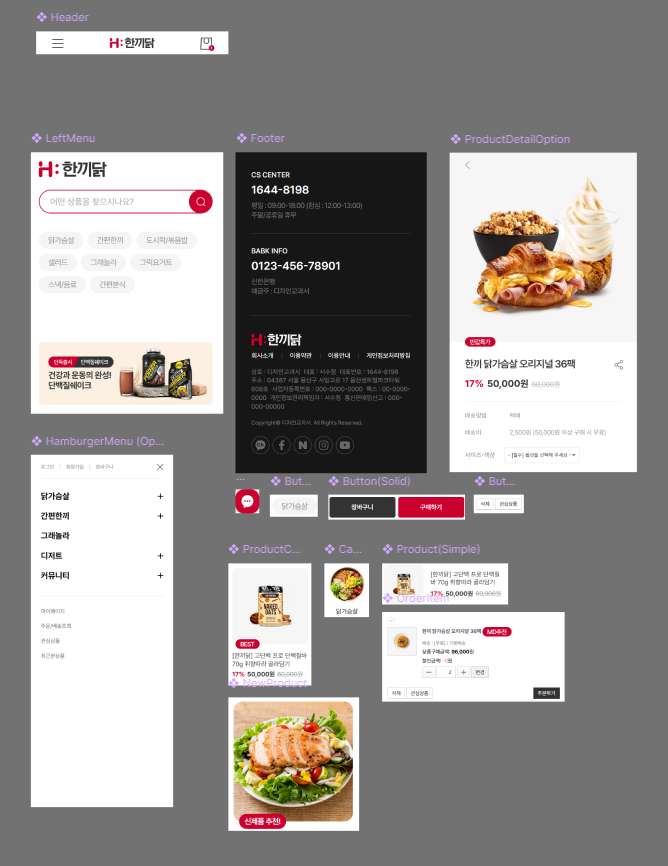 Header
H:한끼닭
1
LeftMenu
H:한끼닭
어떤 상품을 찾으시나요?
닭가슴살 간편한끼 도시락/볶음밥
샐러드 그래놀라 그릭요거트
스낵/음료 간편분식
단독출시 단백질쉐이크
건강과 운동의 완성!
단백질쉐이크
Footer
CS CENTER
1644-8198
평일 : 09:00-18:00 (점심 : 12:00-13:00)
주말/공휴일 휴무
BABK INFO
0123-456-78901
신한은행
예금주 : 디자인교과서
H:한끼닭
회사소개 이용약관 이용안내 개인정보처리방침
상호 : 한끼닭 대표 : 서수정 대표번호 : 1644-8198
주소 : 04387 서울 용산구 서빙고로 17 용산센트럴파크타워
608호 사업자등록번호 : 000-0000-0000 팩스 : 00-0000-
0000 개인정보관리책임자 : 서수정 통신판매업신고 : 000-
000-00000
Copyright® 디자인교과서. All Rights Reserved.
ProductDetailOption
반값특가
한끼 닭가슴살 오리지널 36팩
17% 50,000원 60,000원
배송방법 택배
배송비 2,500원 (50,000원 이상 구매 시 무료)
사이즈-색상 - [필수] 옵션을 선택해 주세요 -
HamburgerMenu (Op...
로그인 회원가입 장바구니
닭가슴살
간편한끼
그래놀라
디저트
커뮤니티
마이페이지
주문/배송조회
관심상품
최근본상품
...
But...
닭가슴살
Button(Solid)
장바구니 구매하기
But...
삭제 관심상품
ProductC...
NAKED
OATS
BEST
[한끼닭] 고단백 프로 단백질바
70g 취향따라 골라담기
17% 50,000원 60,000원
Ca...
닭가슴살
Product(Simple)
[한끼닭] 고단백 프로 단백질
바 70g 취향따라 골라담기
17% 50,000원 60,000원
OrderItem
한끼 닭가슴살 오리지널 36팩 MD추천
배송 : [무료] / 기본배송
상품구매금액: 96,000원
할인금액: -0원
2 변경
삭제 관심상품 주문하기
NewProduct
신제품 추천!